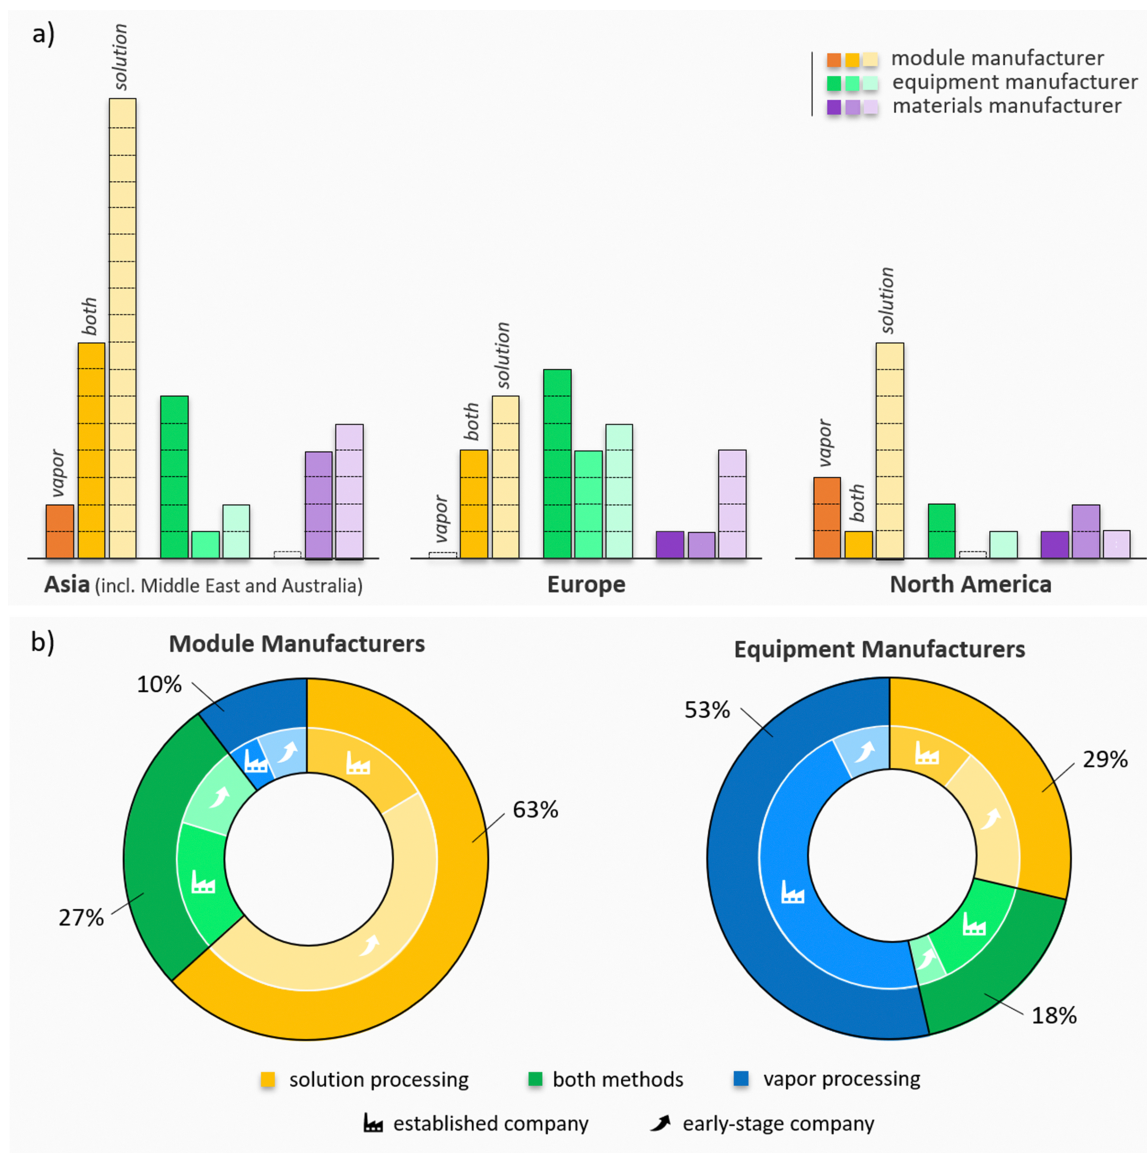 a)
solution
both
vapor
solution
both
vapor
solution
vapor
both
module manufacturer
equipment manufacturer
materials manufacturer
Asia (incl. Middle East and Australia)
Europe
North America
b)
Module Manufacturers
10%
63%
27%
Equipment Manufacturers
53%
29%
18%
solution processing
both methods
vapor processing
established company
early-stage company